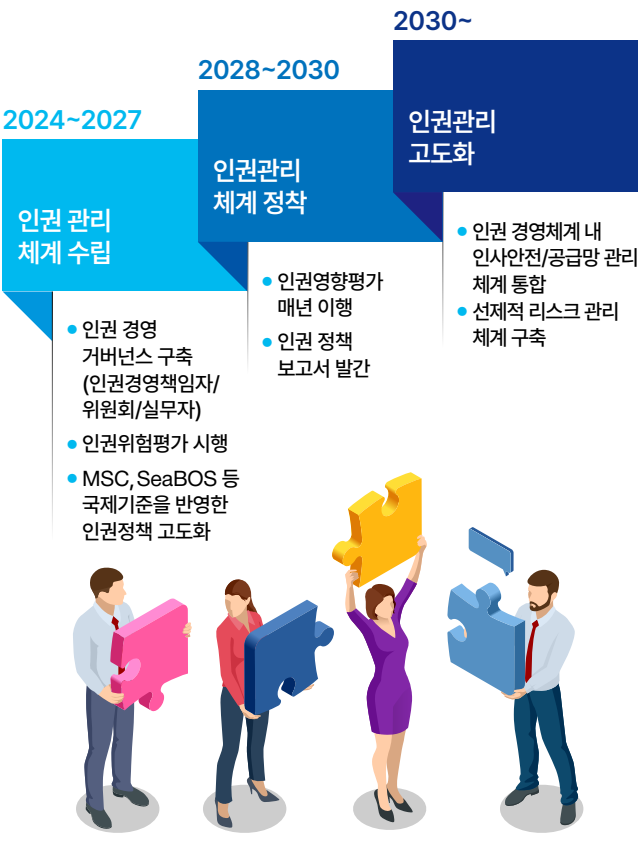 2024~2027
인권 관리
체계 수립
● 인권 경영
거버넌스 구축
(인권경영책임자/
위원회/실무자)
● 인권위험평가 시행
● MSC, SeaBOS 등
국제기준을 반영한
인권정책 고도화
2028~2030
인권관리
체계 정착
● 인권영향평가
매년 이행
● 인권 정책
보고서 발간
2030~
인권관리
고도화
● 인권 경영체계 내
인사안전/공급망 관리
체계 통합
● 선제적 리스크 관리
체계 구축